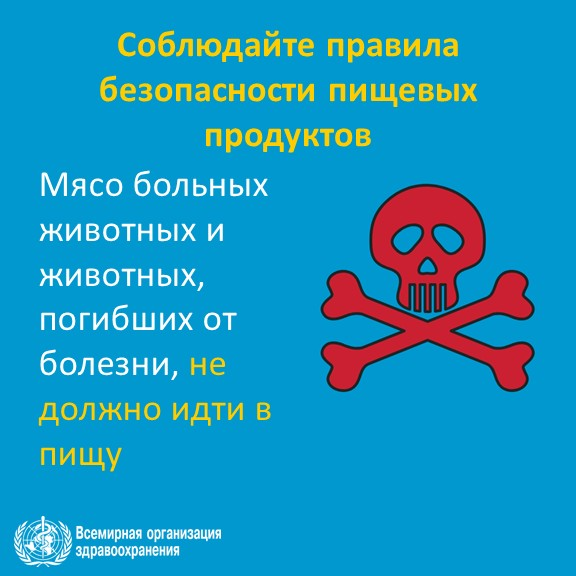 Соблюдайте правила
безопасности пищевых
продуктов
Мясо больных
животных и
животных,
погибших от
болезни, не
должно идти в
пищу
Всемирная организация
здравоохранения